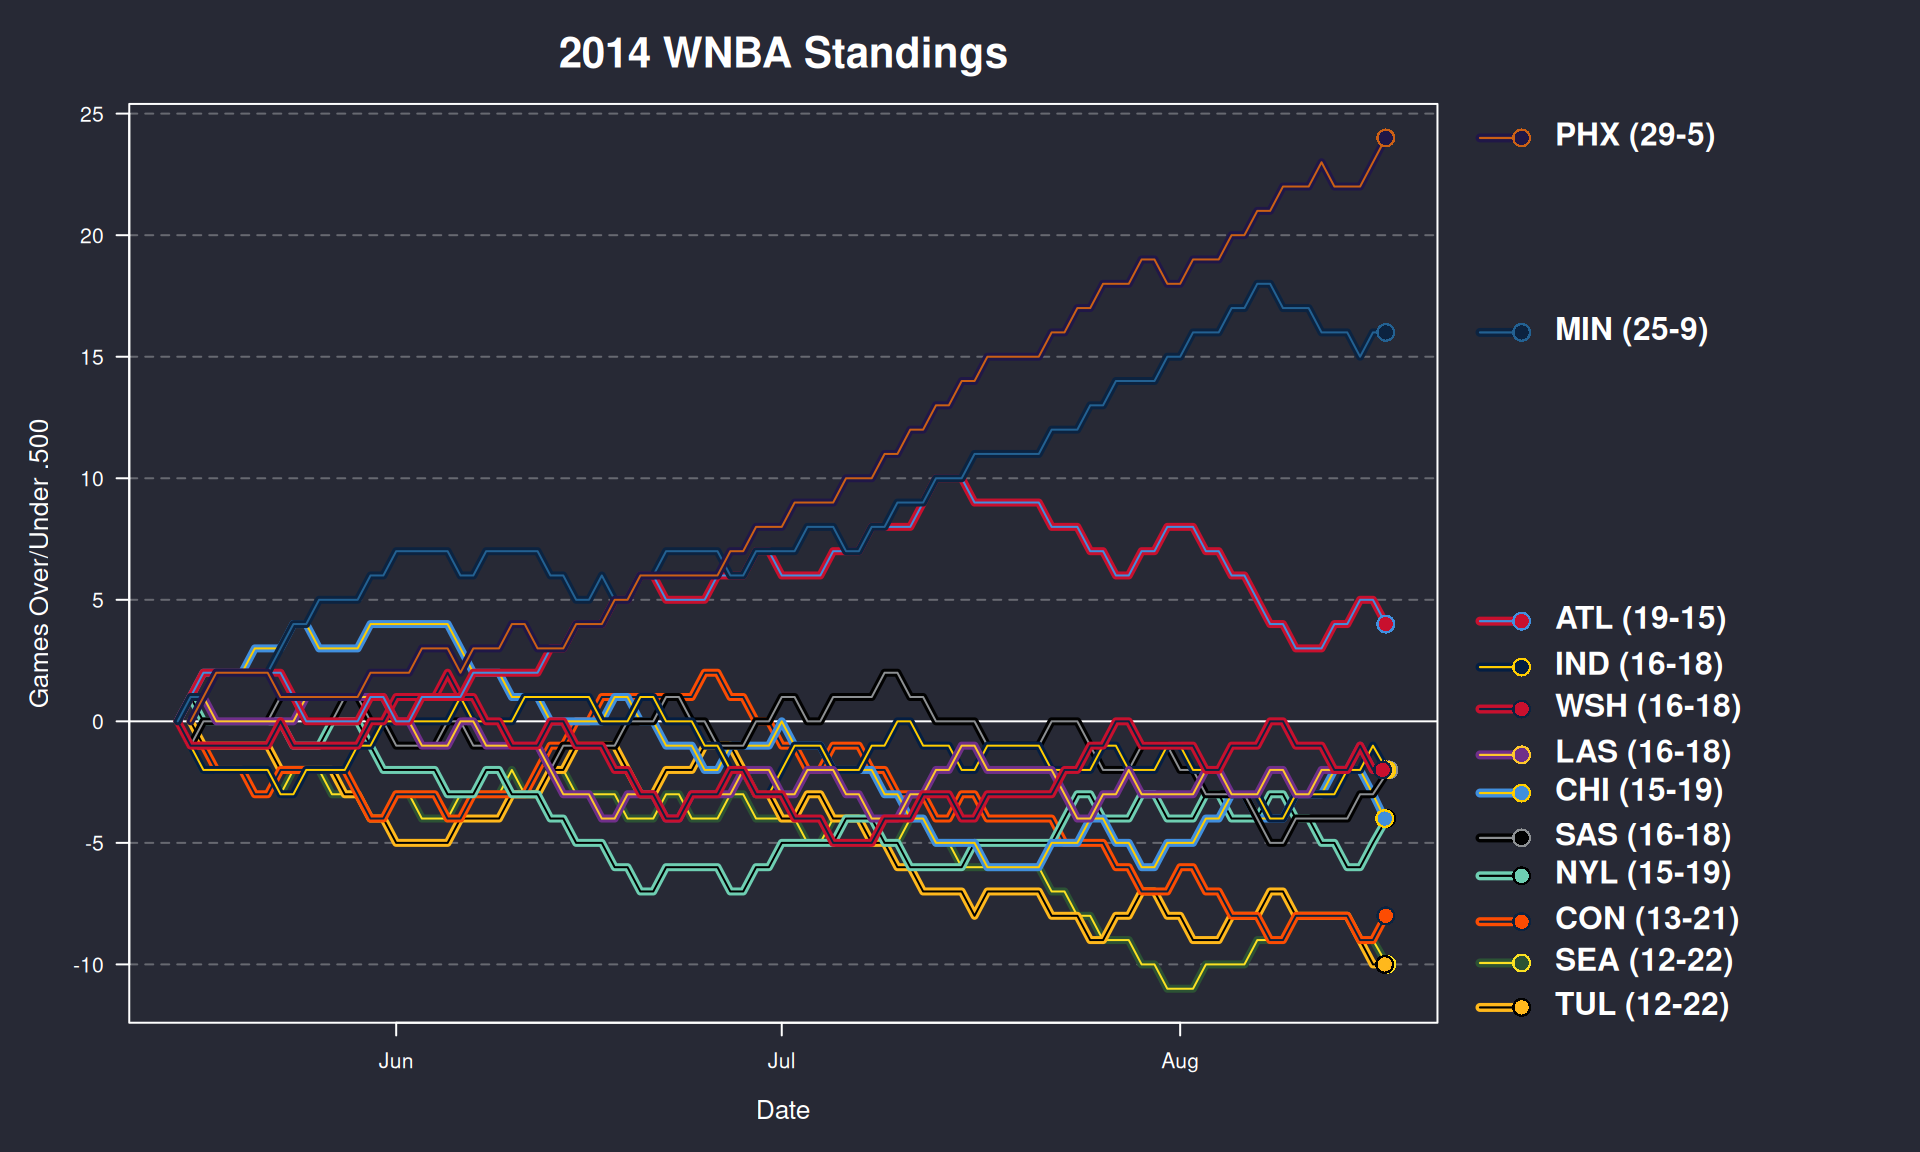 2014 WNBA Standings
Games Over/Under .500
25
20
15
10
5
0
-5
-10
Jun
Jul
Aug
Date
PHX (29-5)
MIN (25-9)
ATL (19-15)
IND (16-18)
WSH (16-18)
LAS (16-18)
CHI (15-19)
SAS (16-18)
NYL (15-19)
CON (13-21)
SEA (12-22)
TUL (12-22)